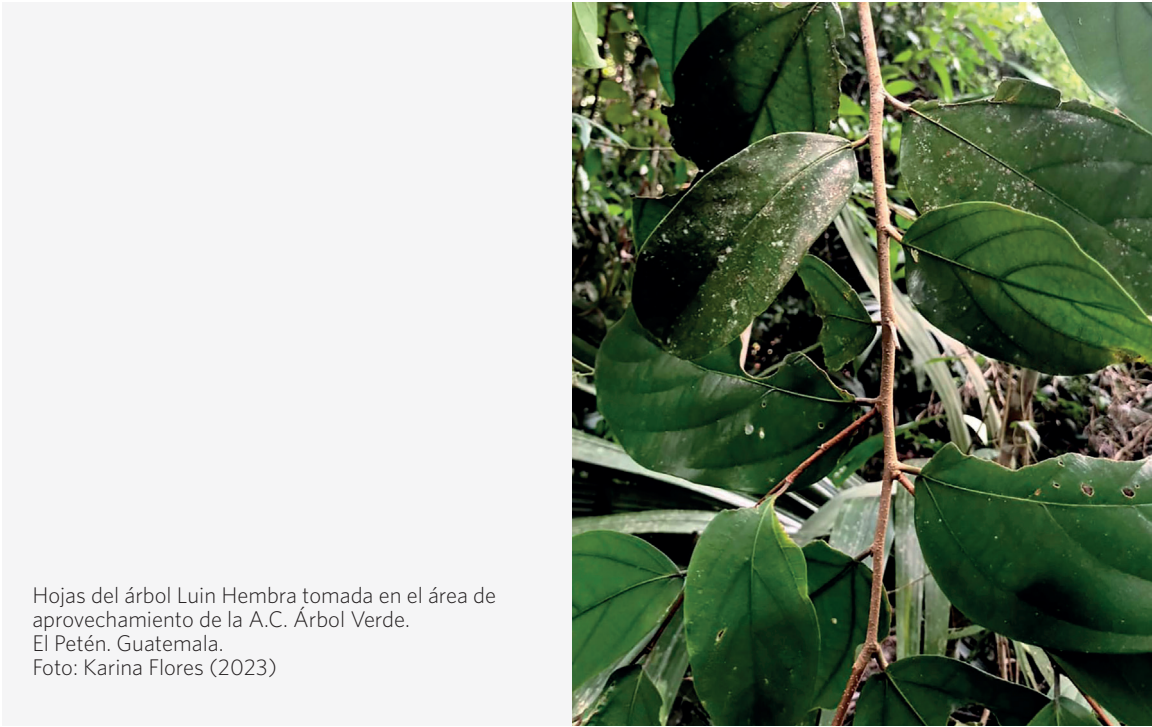 Hojas del árbol Luin Hembra tomada en el área de
aprovechamiento de la A.C. Árbol Verde.
El Petén. Guatemala.
Foto: Karina Flores (2023)